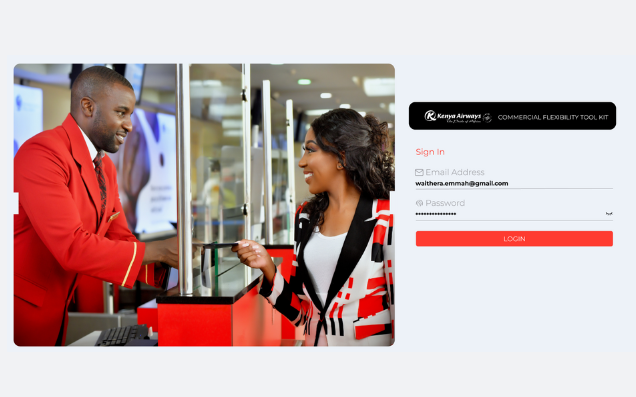 Kenya Airways
The Pride of Africa
COMMERCIAL FLEXIBILITY TOOL KIT
Sign In
Email Address
walthera.emmah@gmail.com
Password
LOGIN